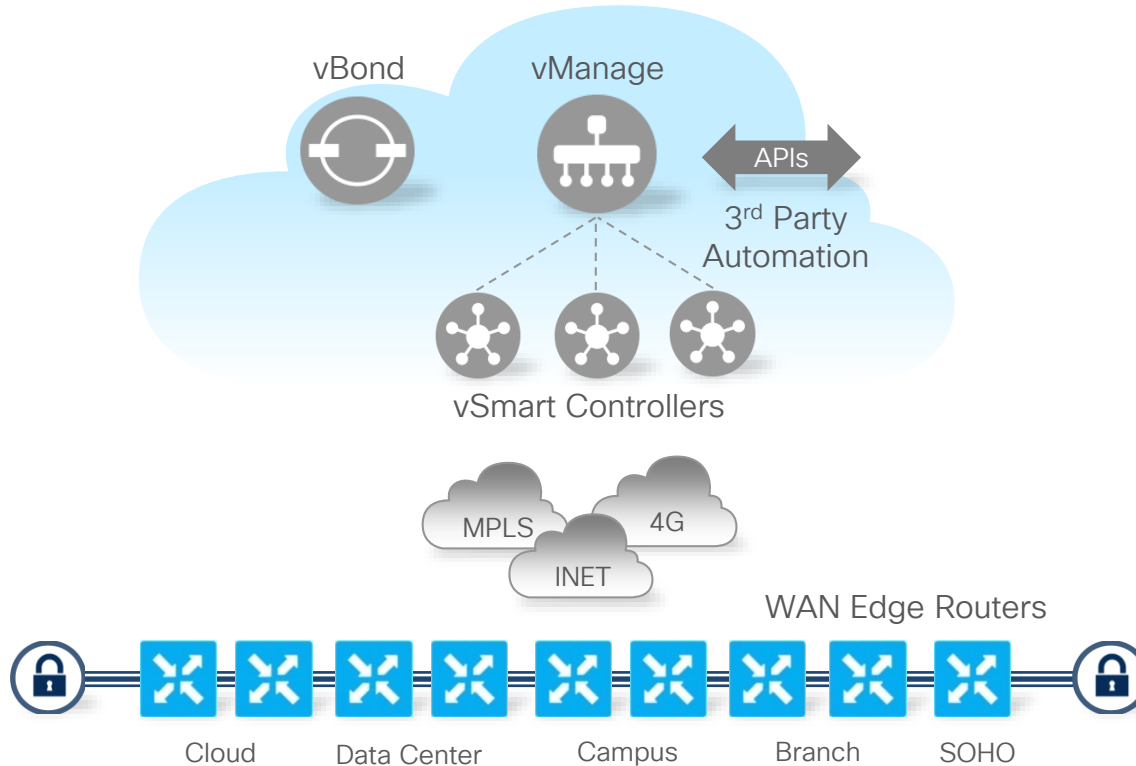 vBond
vManage
APIs
3rd Party
Automation
vSmart Controllers
MPLS
4G
INET
WAN Edge Routers
Cloud
Data Center
Campus
Branch
SOHO